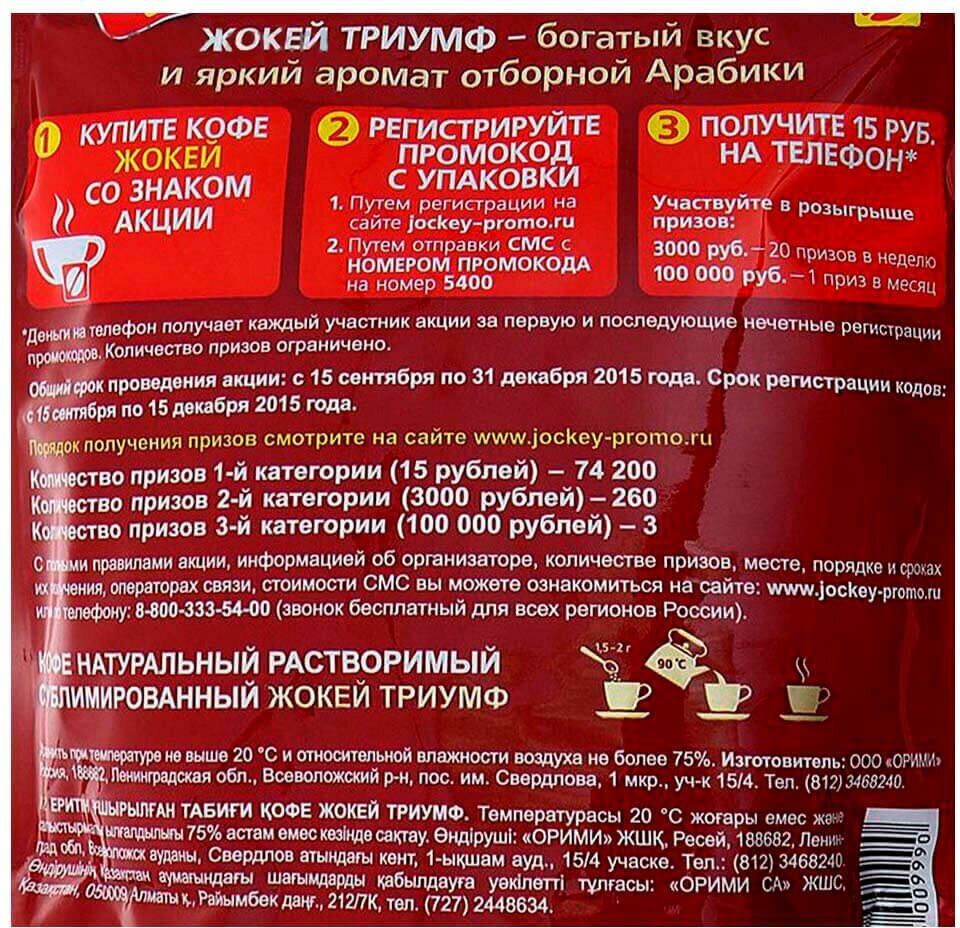 ЖОКЕЙ ТРИУМФ – богатый вкус
и яркий аромат отборной Арабики
1 КУПИТЕ КОФЕ
ЖОКЕЙ
СО ЗНАКОМ
АКЦИИ
2 РЕГИСТРИРУЙТЕ
ПРОМОКОД
С УПАКОВКИ
1. Путем регистрации на
сайте jockey-promo.ru
2. Путем отправки СМС с
НОМЕРОМ ПРОМОКОДА
на номер 5400
3 ПОЛУЧИТЕ 15 РУБ.
НА ТЕЛЕФОН*
Участвуйте в розыгрыше
призов:
3000 руб. – 20 призов в неделю
100 000 руб. – 1 приз в месяц
*Деньги на телефон получает каждый участник акции за первую и последующие нечетные регистрации
промокодов. Количество призов ограничено.
Общий срок проведения акции: с 15 сентября по 31 декабря 2015 года. Срок регистрации кодов:
с 15 сентября по 15 декабря 2015 года.
Порядок получения призов смотрите на сайте www.jockey-promo.ru
Количество призов 1-й категории (15 рублей) – 74 200
Количество призов 2-й категории (3000 рублей) – 260
Количество призов 3-й категории (100 000 рублей) – 3
С правилами акции, информацией об организаторе, количестве призов, месте, порядке и сроках
их получения, операторах связи, стоимости СМС вы можете ознакомиться на сайте: www.jockey-promo.ru
или по телефону: 8-800-333-54-00 (звонок бесплатный для всех регионов России).
КОФЕ НАТУРАЛЬНЫЙ РАСТВОРИМЫЙ
СУБЛИМИРОВАННЫЙ ЖОКЕЙ ТРИУМФ
1,5–2 г
90 °C
Хранить при температуре не выше 20 °С и относительной влажности воздуха не более 75%. Изготовитель: ООО «ОРИМИ»
Россия, 188682, Ленинградская обл., Всеволожский р-н, пос. им. Свердлова, 1 мкр., уч-к 15/4. Тел. (812) 3468240.
ЕРИТІН ҰШЫРЫЛҒАН ТАБИҒИ КОФЕ ЖОКЕЙ ТРИУМФ. Температурасы 20 °С жоғары емес және
салыстырмалы ылғалдылығы 75% астам емес кезінде сақтау. Өндіруші: «ОРИМИ» ЖШҚ, Ресей, 188682, Ленин-
град обл, Всеволожск ауданы, Свердлов атындағы кент, 1-ықшам ауд., 15/4 учаске. Тел.: (812) 3468240.
*Өндірушінің Қазақстан аумағындағы шағымдарды қабылдауға уәкілетті тұлғасы: «ОРИМИ СА» ЖШС,
Қазақстан, 050009 Алматы қ., Райымбек даңғ., 212/7К, тел. (727) 2448634.